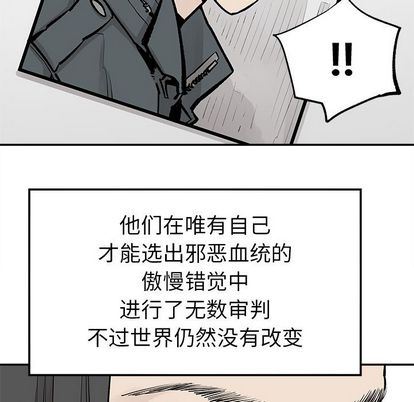 !!
他们在唯有自己
才能选出邪恶血统的
傲慢错觉中
进行了无数审判
不过世界仍然没有改变